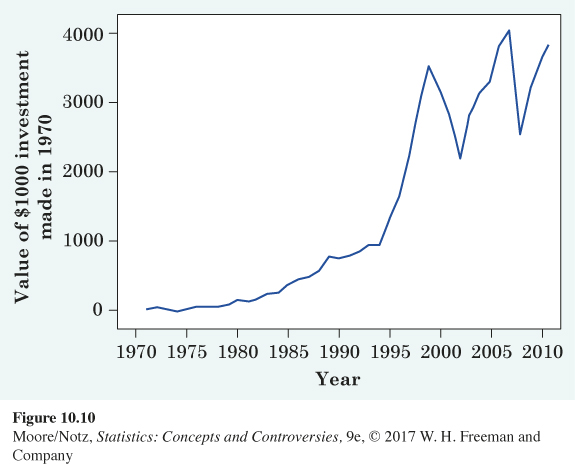 4000
3000
2000
1000
0
Value of $1000 investment
made in 1970
1970 1975 1980 1985 1990 1995 2000 2005 2010
Year
Figure 10.10
Moore/Notz, Statistics: Concepts and Controversies, 9e, © 2017 W. H. Freeman and
Company